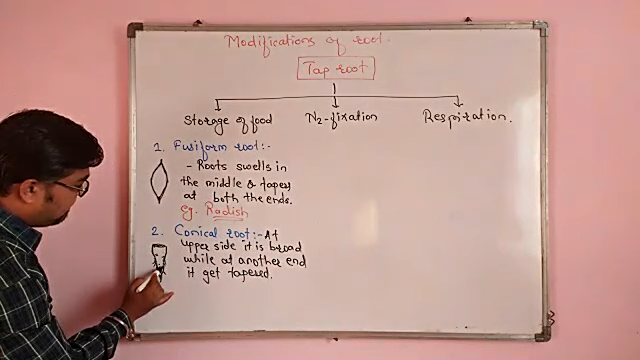 Modifications of root.
Tap root
Storage of food N2-fixation Respiration.
1. Fusiform root:-
- Roots swells in
the middle & tapers
at both the ends.
eg. Radish
2. Conical root:- At
upper side it is broad
while at another end
it get tapered.